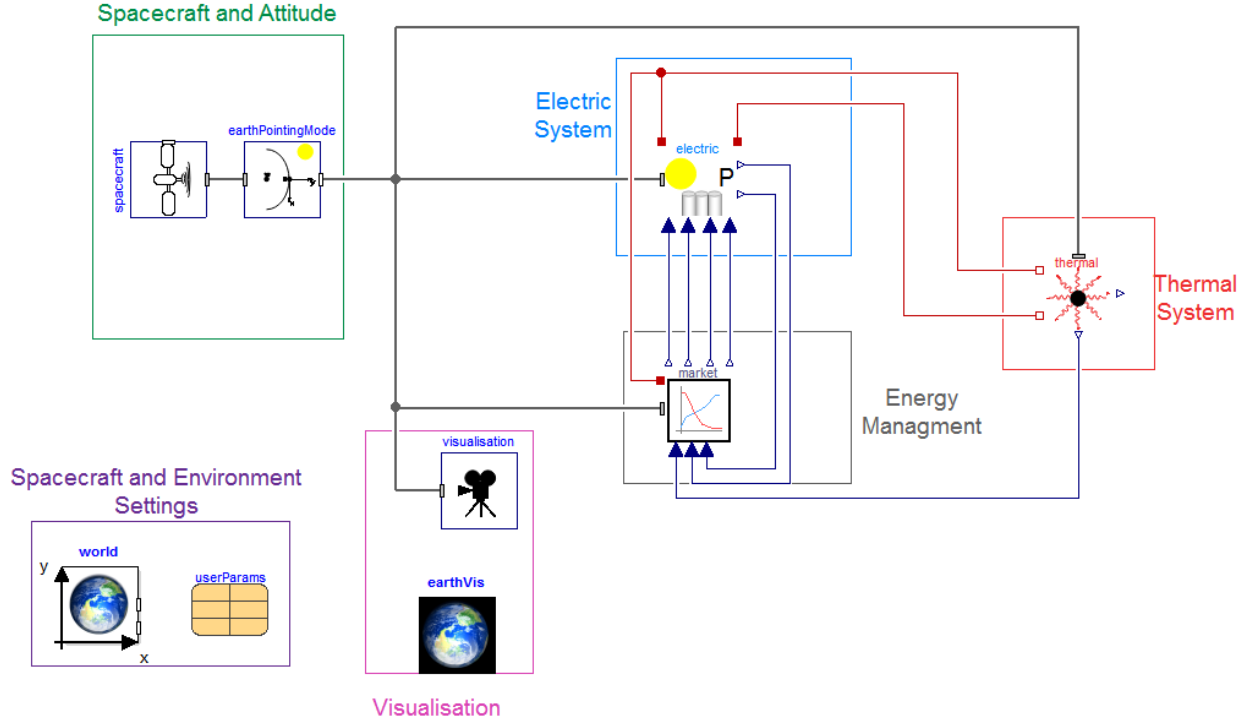 Spacecraft and Attitude
earthPointingMode
spacecraft
Electric
System
electric
P
thermal
Thermal
System
market
Energy
Managment
visualisation
Spacecraft and Environment
Settings
world
y
x
userParams
earthVis
Visualisation